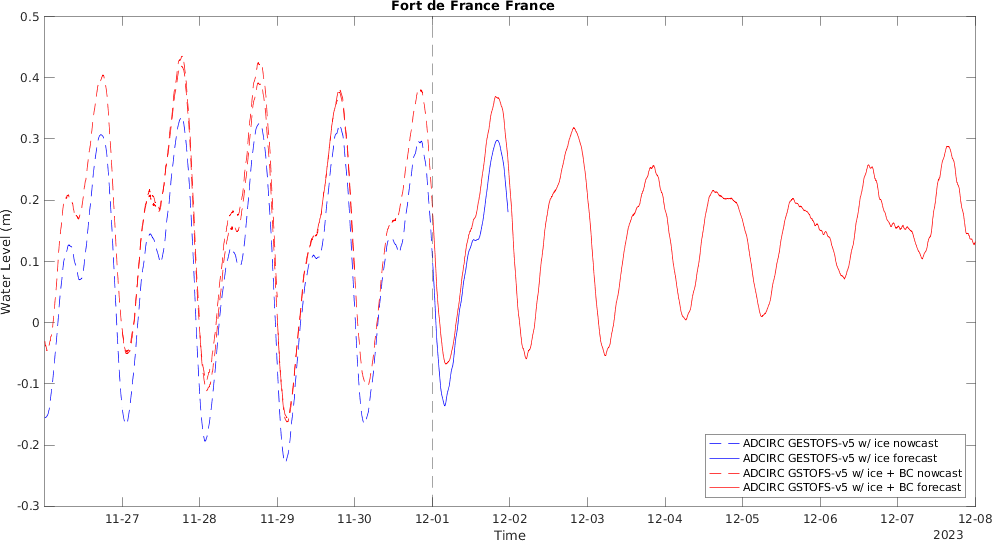 Fort de France France
0.5
0.4
0.3
0.2
0.1
0
-0.1
-0.2
-0.3
Water Level (m)
ADCIRC GESTOFS-v5 w/ ice nowcast
ADCIRC GESTOFS-v5 w/ ice forecast
ADCIRC GSTOFS-v5 w/ ice + BC nowcast
ADCIRC GSTOFS-v5 w/ ice + BC forecast
11-27 11-28 11-29 11-30 12-01 12-02 12-03 12-04 12-05 12-06 12-07 12-08
Time
2023